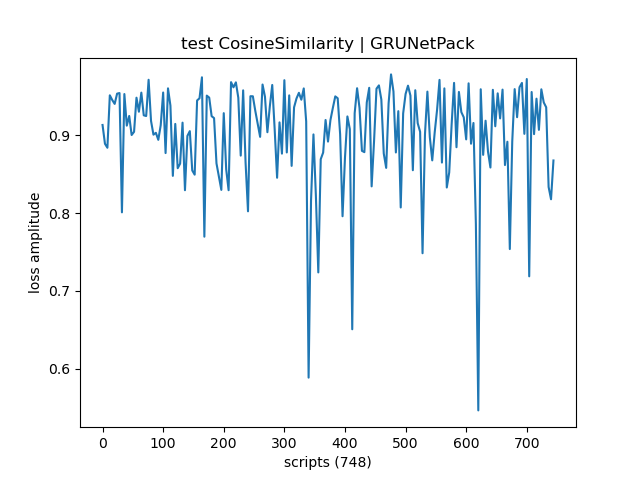 test CosineSimilarity | GRUNetPack
loss amplitude
0.9
0.8
0.7
0.6
0 100 200 300 400 500 600 700
scripts (748)